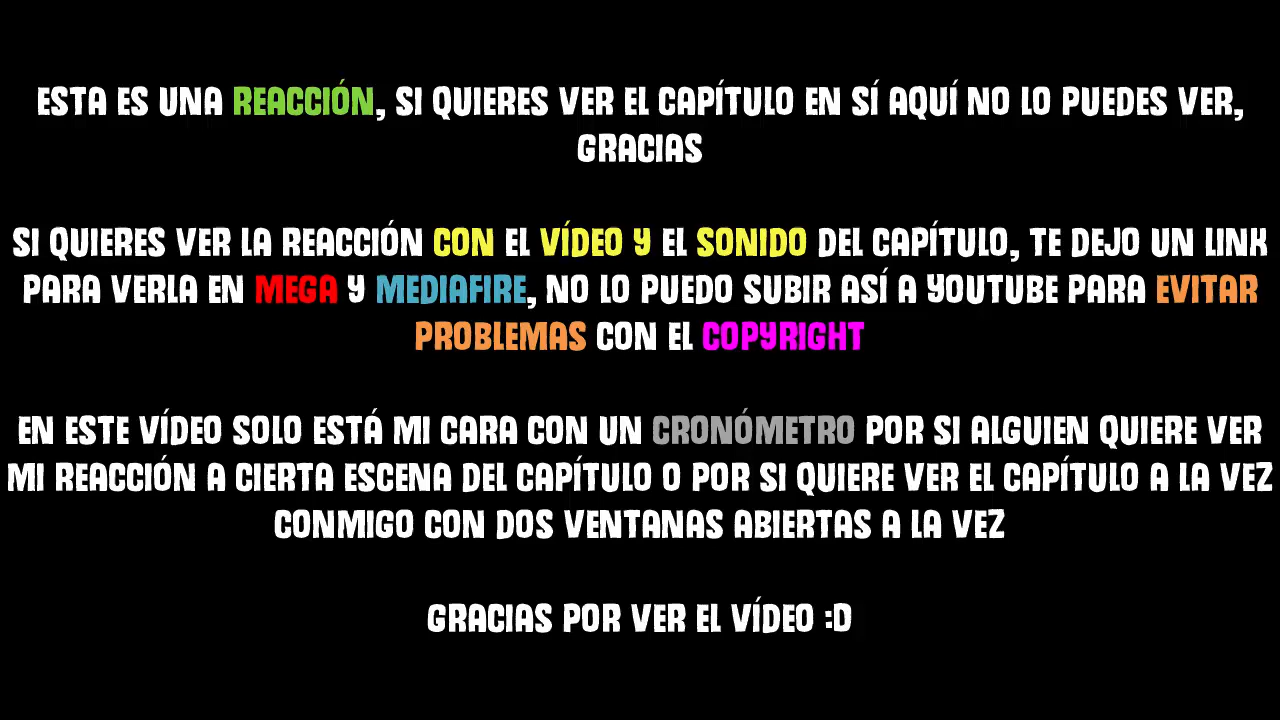 ESTA ES UNA REACCIÓN, SI QUIERES VER EL CAPÍTULO EN SÍ AQUÍ NO LO PUEDES VER,
GRACIAS
SI QUIERES VER LA REACCIÓN CON EL VÍDEO Y EL SONIDO DEL CAPÍTULO, TE DEJO UN LINK
PARA VERLA EN MEGA Y MEDIAFIRE, NO LO PUEDO SUBIR ASÍ A YOUTUBE PARA EVITAR
PROBLEMAS CON EL COPYRIGHT
EN ESTE VÍDEO SOLO ESTÁ MI CARA CON UN CRONÓMETRO POR SI ALGUIEN QUIERE VER
MI REACCIÓN A CIERTA ESCENA DEL CAPÍTULO O POR SI QUIERE VER EL CAPÍTULO A LA VEZ
CONMIGO CON DOS VENTANAS ABIERTAS A LA VEZ
GRACIAS POR VER EL VÍDEO :D